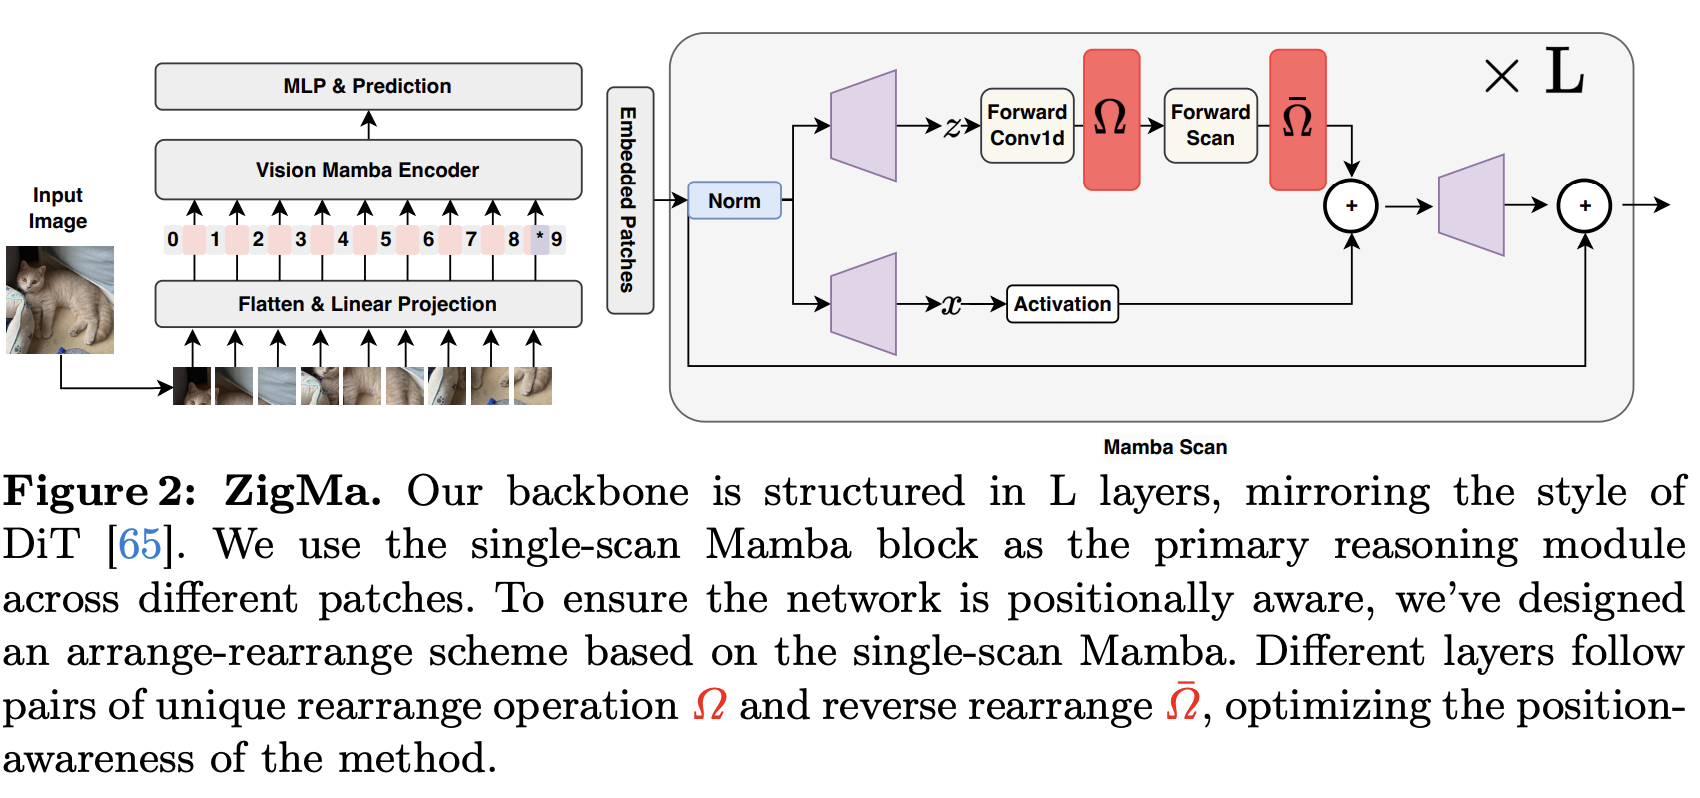 MLP & Prediction
Vision Mamba Encoder
Input
Image
0 1 2 3 4 5 6 7 8 * 9
Flatten & Linear Projection
Embedded Patches
Norm
z
Forward
Conv1d
Ω
Forward
Scan
Ω̄
× L
+
+
x
Activation
Mamba Scan
Figure 2: ZigMa. Our backbone is structured in L layers, mirroring the style of
DiT [65]. We use the single-scan Mamba block as the primary reasoning module
across different patches. To ensure the network is positionally aware, we’ve designed
an arrange-rearrange scheme based on the single-scan Mamba. Different layers follow
pairs of unique rearrange operation Ω and reverse rearrange Ω̄, optimizing the position-
awareness of the method.